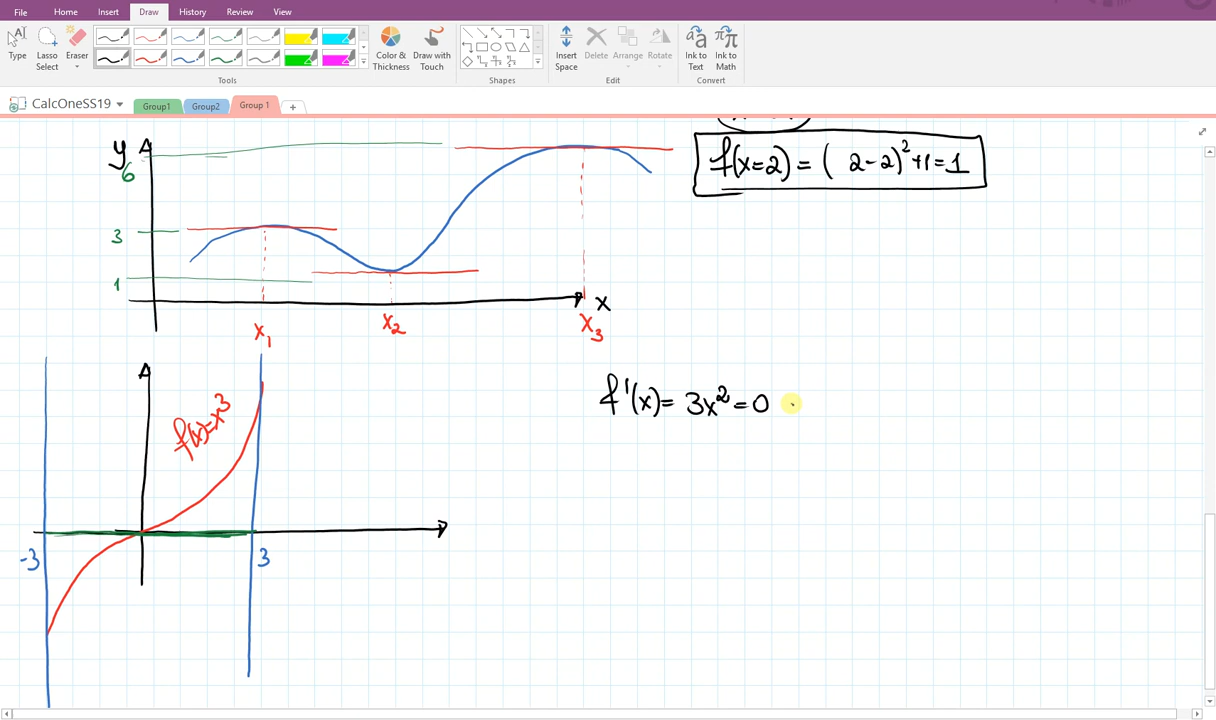 File Home Insert Draw History Review View
Type
Lasso Select
Eraser
Color & Thickness
Draw with Touch
Insert Space
Delete
Arrange
Rotate
Ink to Text
Ink to Math
Tools
Shapes
Edit
Convert
CalcOneSS19
Group1
Group2
Group 1
y
6
3
1
x
x₁
x₂
x₃
f(x=2) = ( 2-2)²+1=1
f(x)=x³
-3
3
f'(x)= 3x²=0